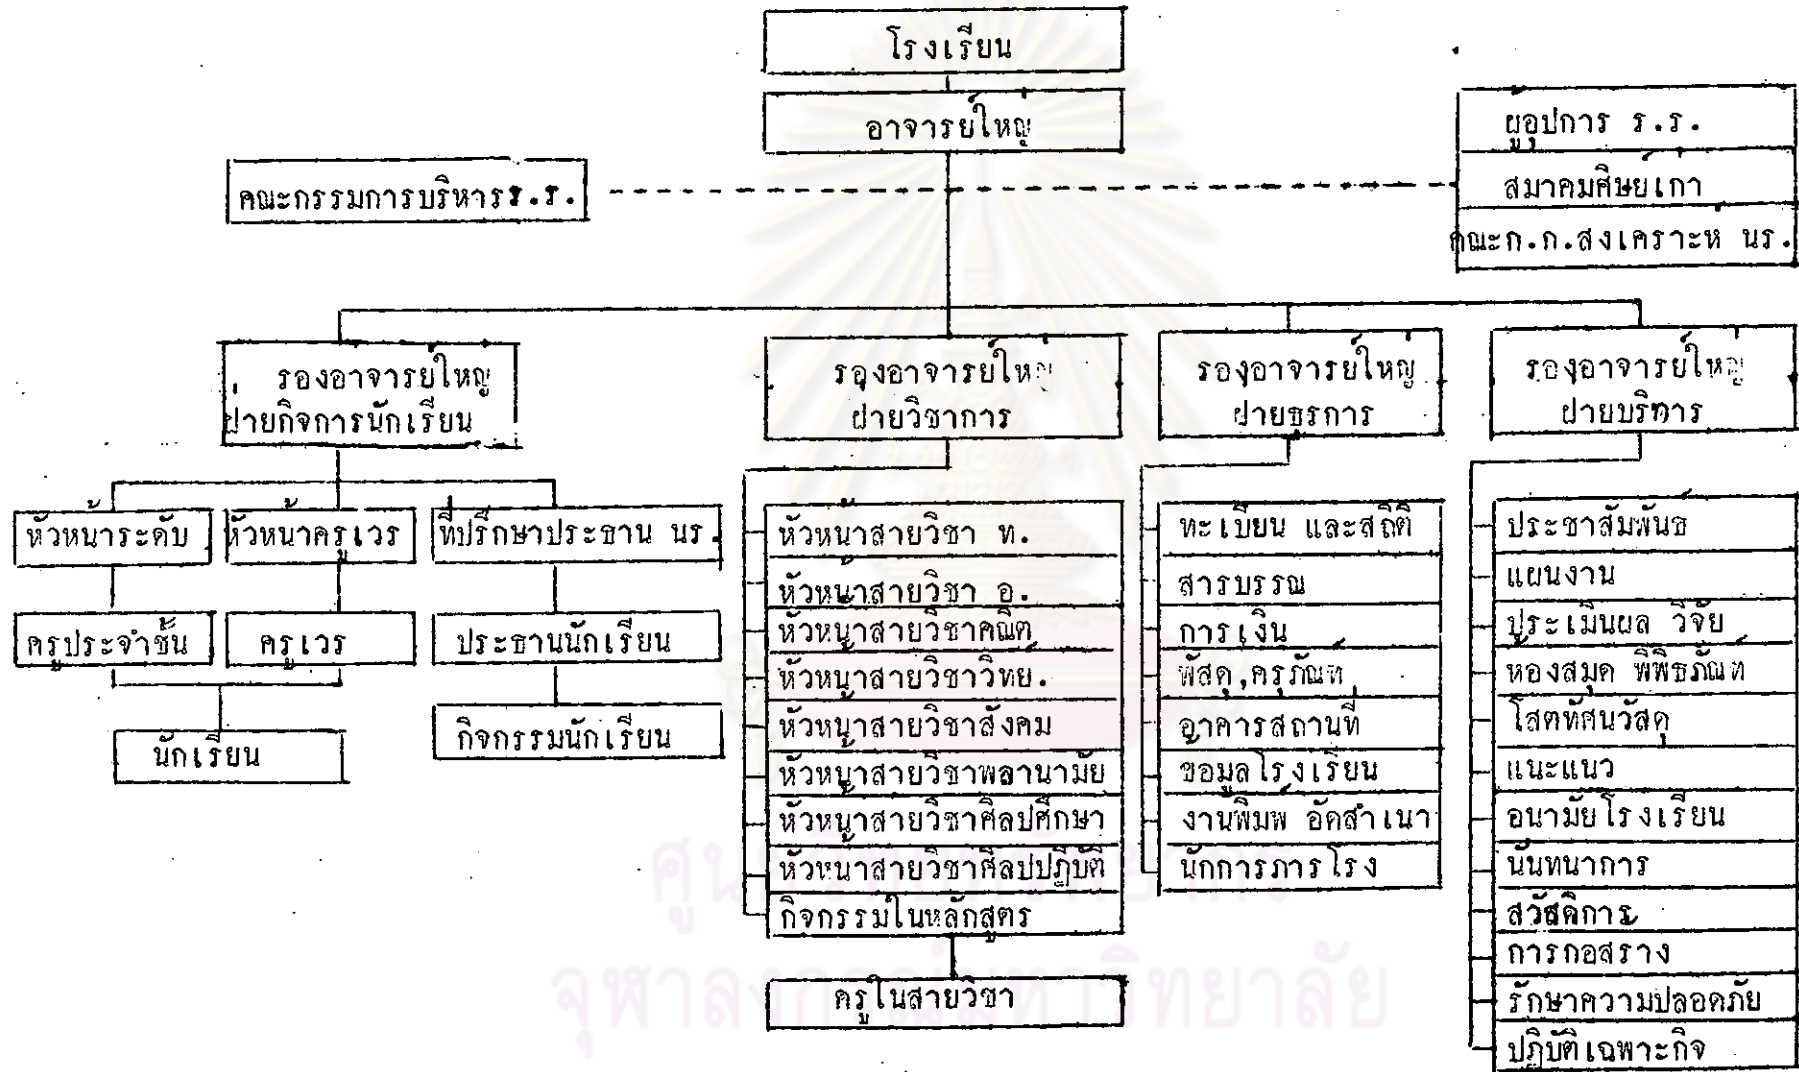 โรงเรียน
อาจารย์ใหญ่
คณะกรรมการบริหารร.ร.
ผู้อุปการ ร.ร.
สมาคมศิษย์เก่า
คณะก.ก.สงเคราะห์ นร.
รองอาจารย์ใหญ่
ฝ่ายกิจการนักเรียน
รองอาจารย์ใหญ่
ฝ่ายวิชาการ
รองอาจารย์ใหญ่
ฝ่ายธุรการ
รองอาจารย์ใหญ่
ฝ่ายบริหาร
หัวหน้าระดับ
หัวหน้าครูเวร
ที่ปรึกษาประธาน นร.
ครูประจำชั้น
ครูเวร
ประธานนักเรียน
นักเรียน
กิจกรรมนักเรียน
หัวหน้าสายวิชา ท.
หัวหน้าสายวิชา อ.
หัวหน้าสายวิชาคณิต
หัวหน้าสายวิชาวิทย์.
หัวหน้าสายวิชาสังคม
หัวหน้าสายวิชาพลานามัย
หัวหน้าสายวิชาศิลปศึกษา
หัวหน้าสายวิชาศิลปปฏิบัติ
กิจกรรมในหลักสูตร
ครูในสายวิชา
ทะเบียน และสถิติ
สารบรรณ
การเงิน
พัสดุ,ครุภัณฑ์
อาคารสถานที่
ข้อมูลโรงเรียน
งานพิมพ์ อัดสำเนา
นักการภารโรง
ประชาสัมพันธ์
แผนงาน
ประเมินผล วิจัย
ห้องสมุด พิพิธภัณฑ์
โสตทัศนวัสดุ
แนะแนว
อนามัยโรงเรียน
นันทนาการ
สวัสดิการ
การก่อสร้าง
รักษาความปลอดภัย
ปฏิบัติเฉพาะกิจ
จุฬาลงกรณ์มหาวิทยาลัย